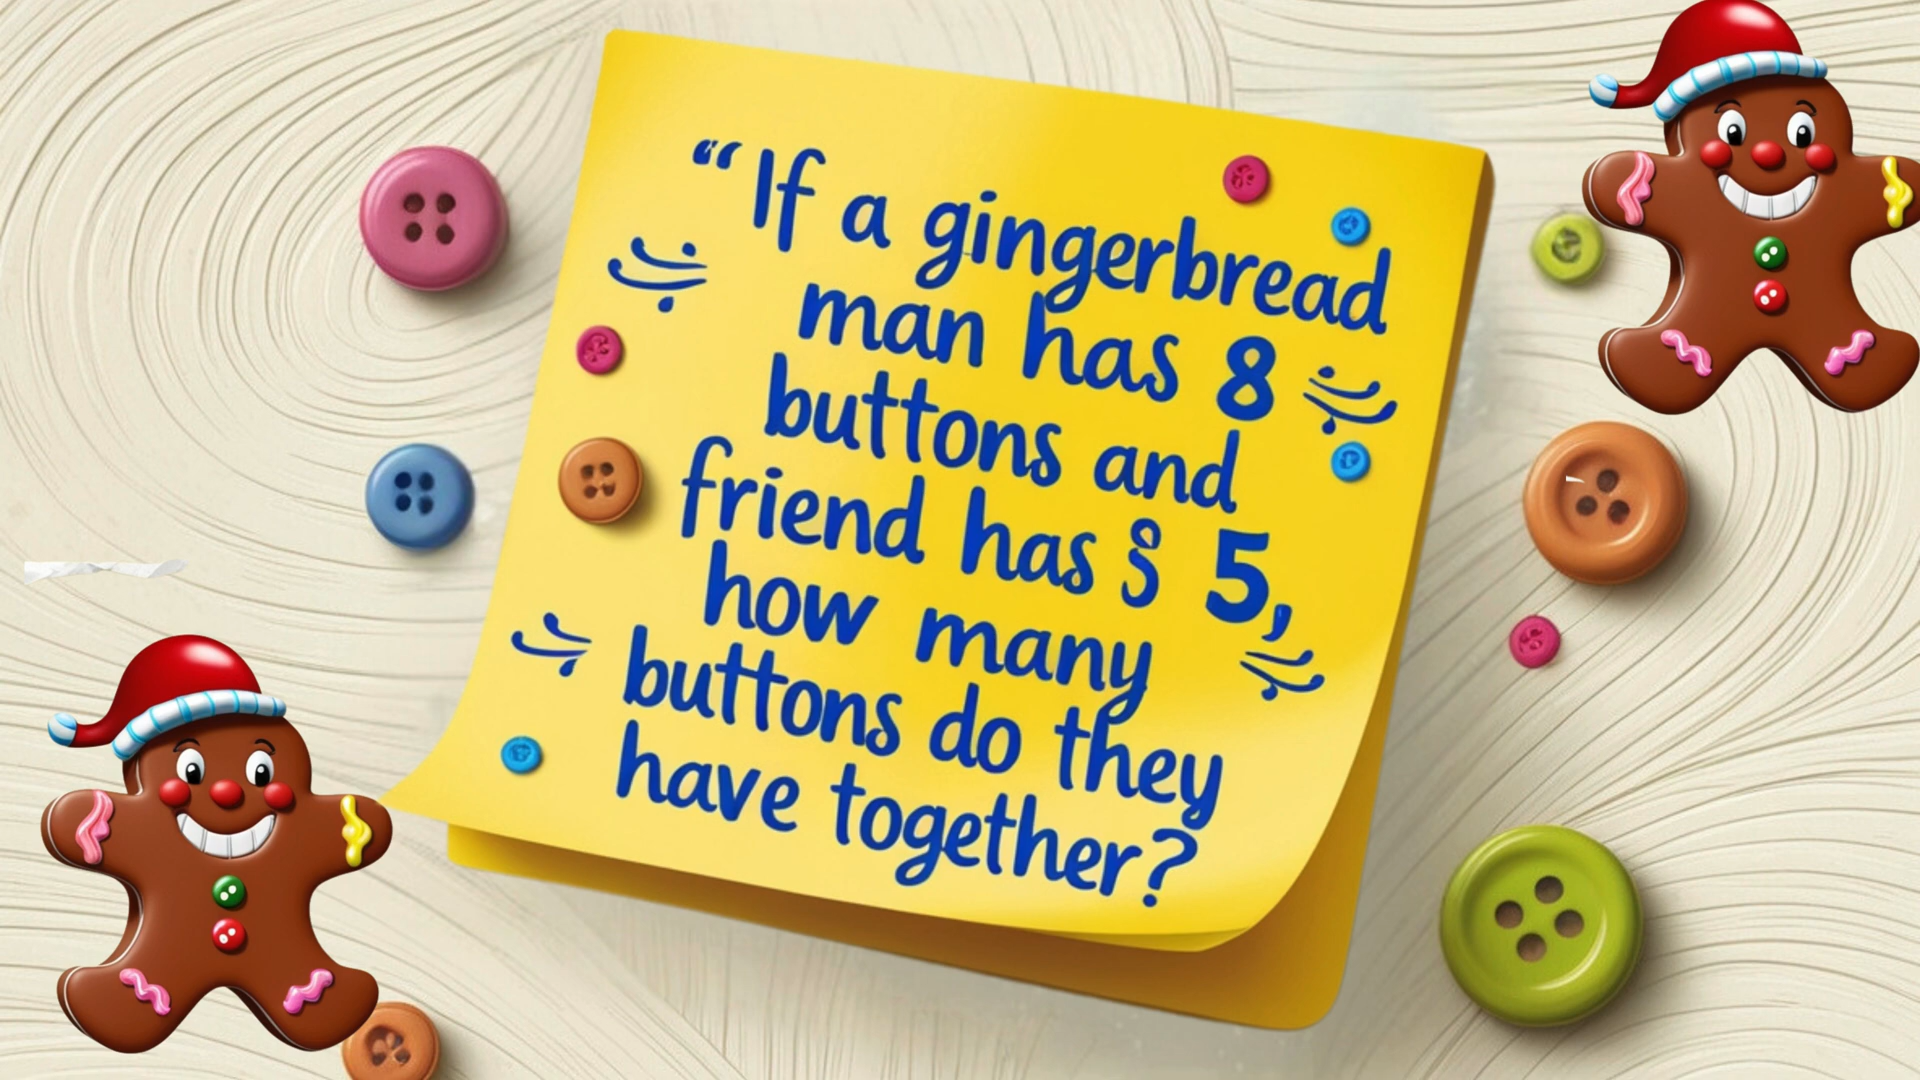 “If a gingerbread
man has 8
buttons and
friend has § 5,
how many
buttons do they
have together?